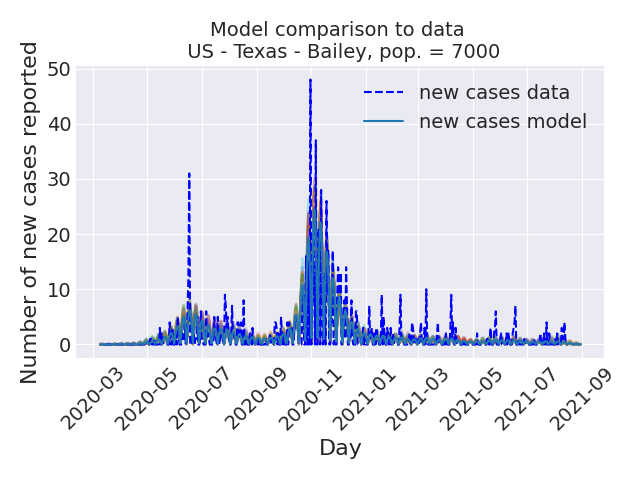 Model comparison to data
US - Texas - Bailey, pop. = 7000
Number of new cases reported
50
40
30
20
10
0
new cases data
new cases model
2020-03
2020-05
2020-07
2020-09
2020-11
2021-01
2021-03
2021-05
2021-07
2021-09
Day